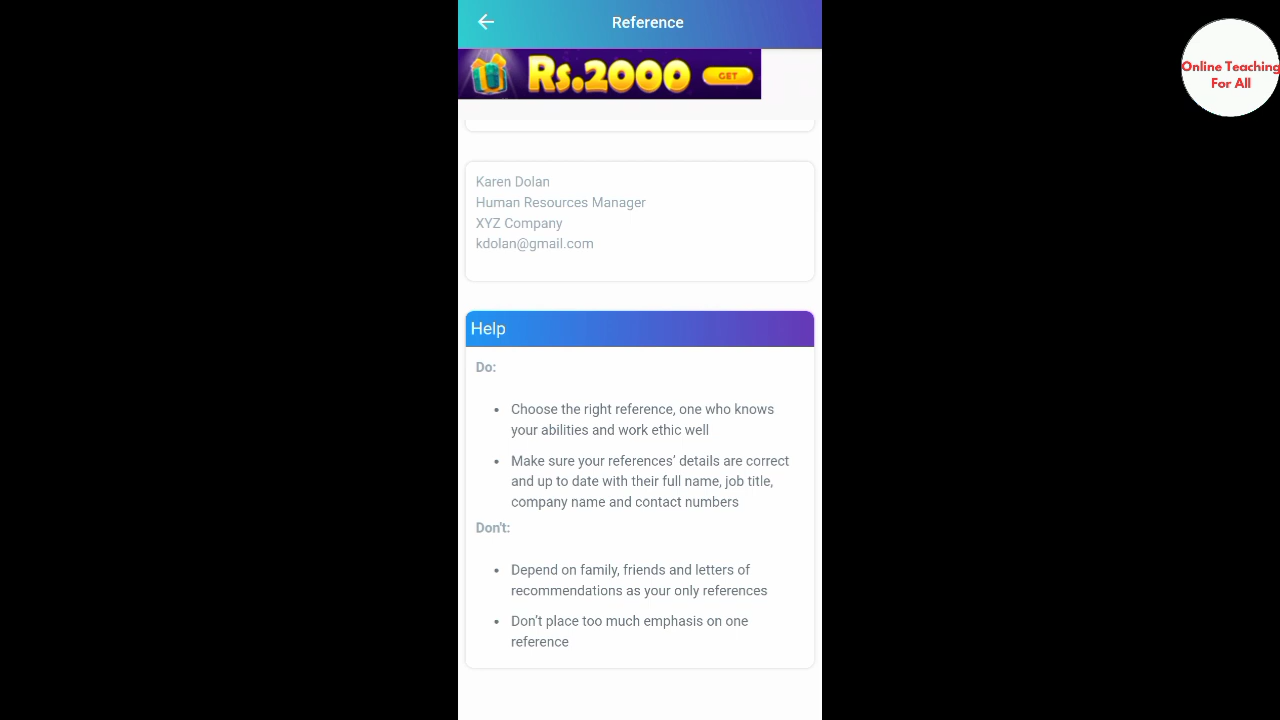 Reference
Rs.2000
GET
Online Teaching
For All
Karen Dolan
Human Resources Manager
XYZ Company
kdolan@gmail.com
Help
Do:
• Choose the right reference, one who knows
your abilities and work ethic well
• Make sure your references’ details are correct
and up to date with their full name, job title,
company name and contact numbers
Don't:
• Depend on family, friends and letters of
recommendations as your only references
• Don’t place too much emphasis on one
reference